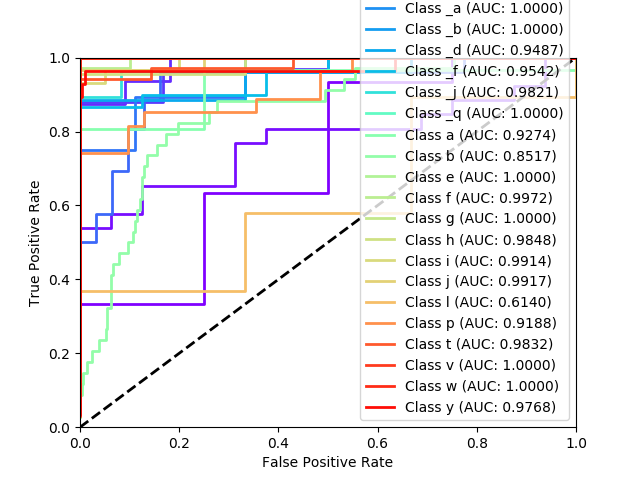 Class _a (AUC: 1.0000)
Class _b (AUC: 1.0000)
Class _d (AUC: 0.9487)
Class _f (AUC: 0.9542)
Class _j (AUC: 0.9821)
Class _q (AUC: 1.0000)
Class a (AUC: 0.9274)
Class b (AUC: 0.8517)
Class e (AUC: 1.0000)
Class f (AUC: 0.9972)
Class g (AUC: 1.0000)
Class h (AUC: 0.9848)
Class i (AUC: 0.9914)
Class j (AUC: 0.9917)
Class l (AUC: 0.6140)
Class p (AUC: 0.9188)
Class t (AUC: 0.9832)
Class v (AUC: 1.0000)
Class w (AUC: 1.0000)
Class y (AUC: 0.9768)
True Positive Rate
1.0
0.8
0.6
0.4
0.2
0.0
0.0 0.2 0.4 0.6 0.8 1.0
False Positive Rate